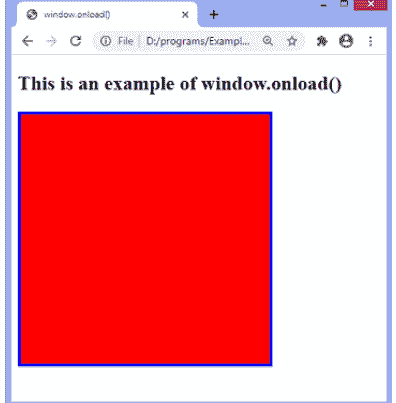 window.onload()
File D:/programs/Exampl...
This is an example of window.onload()